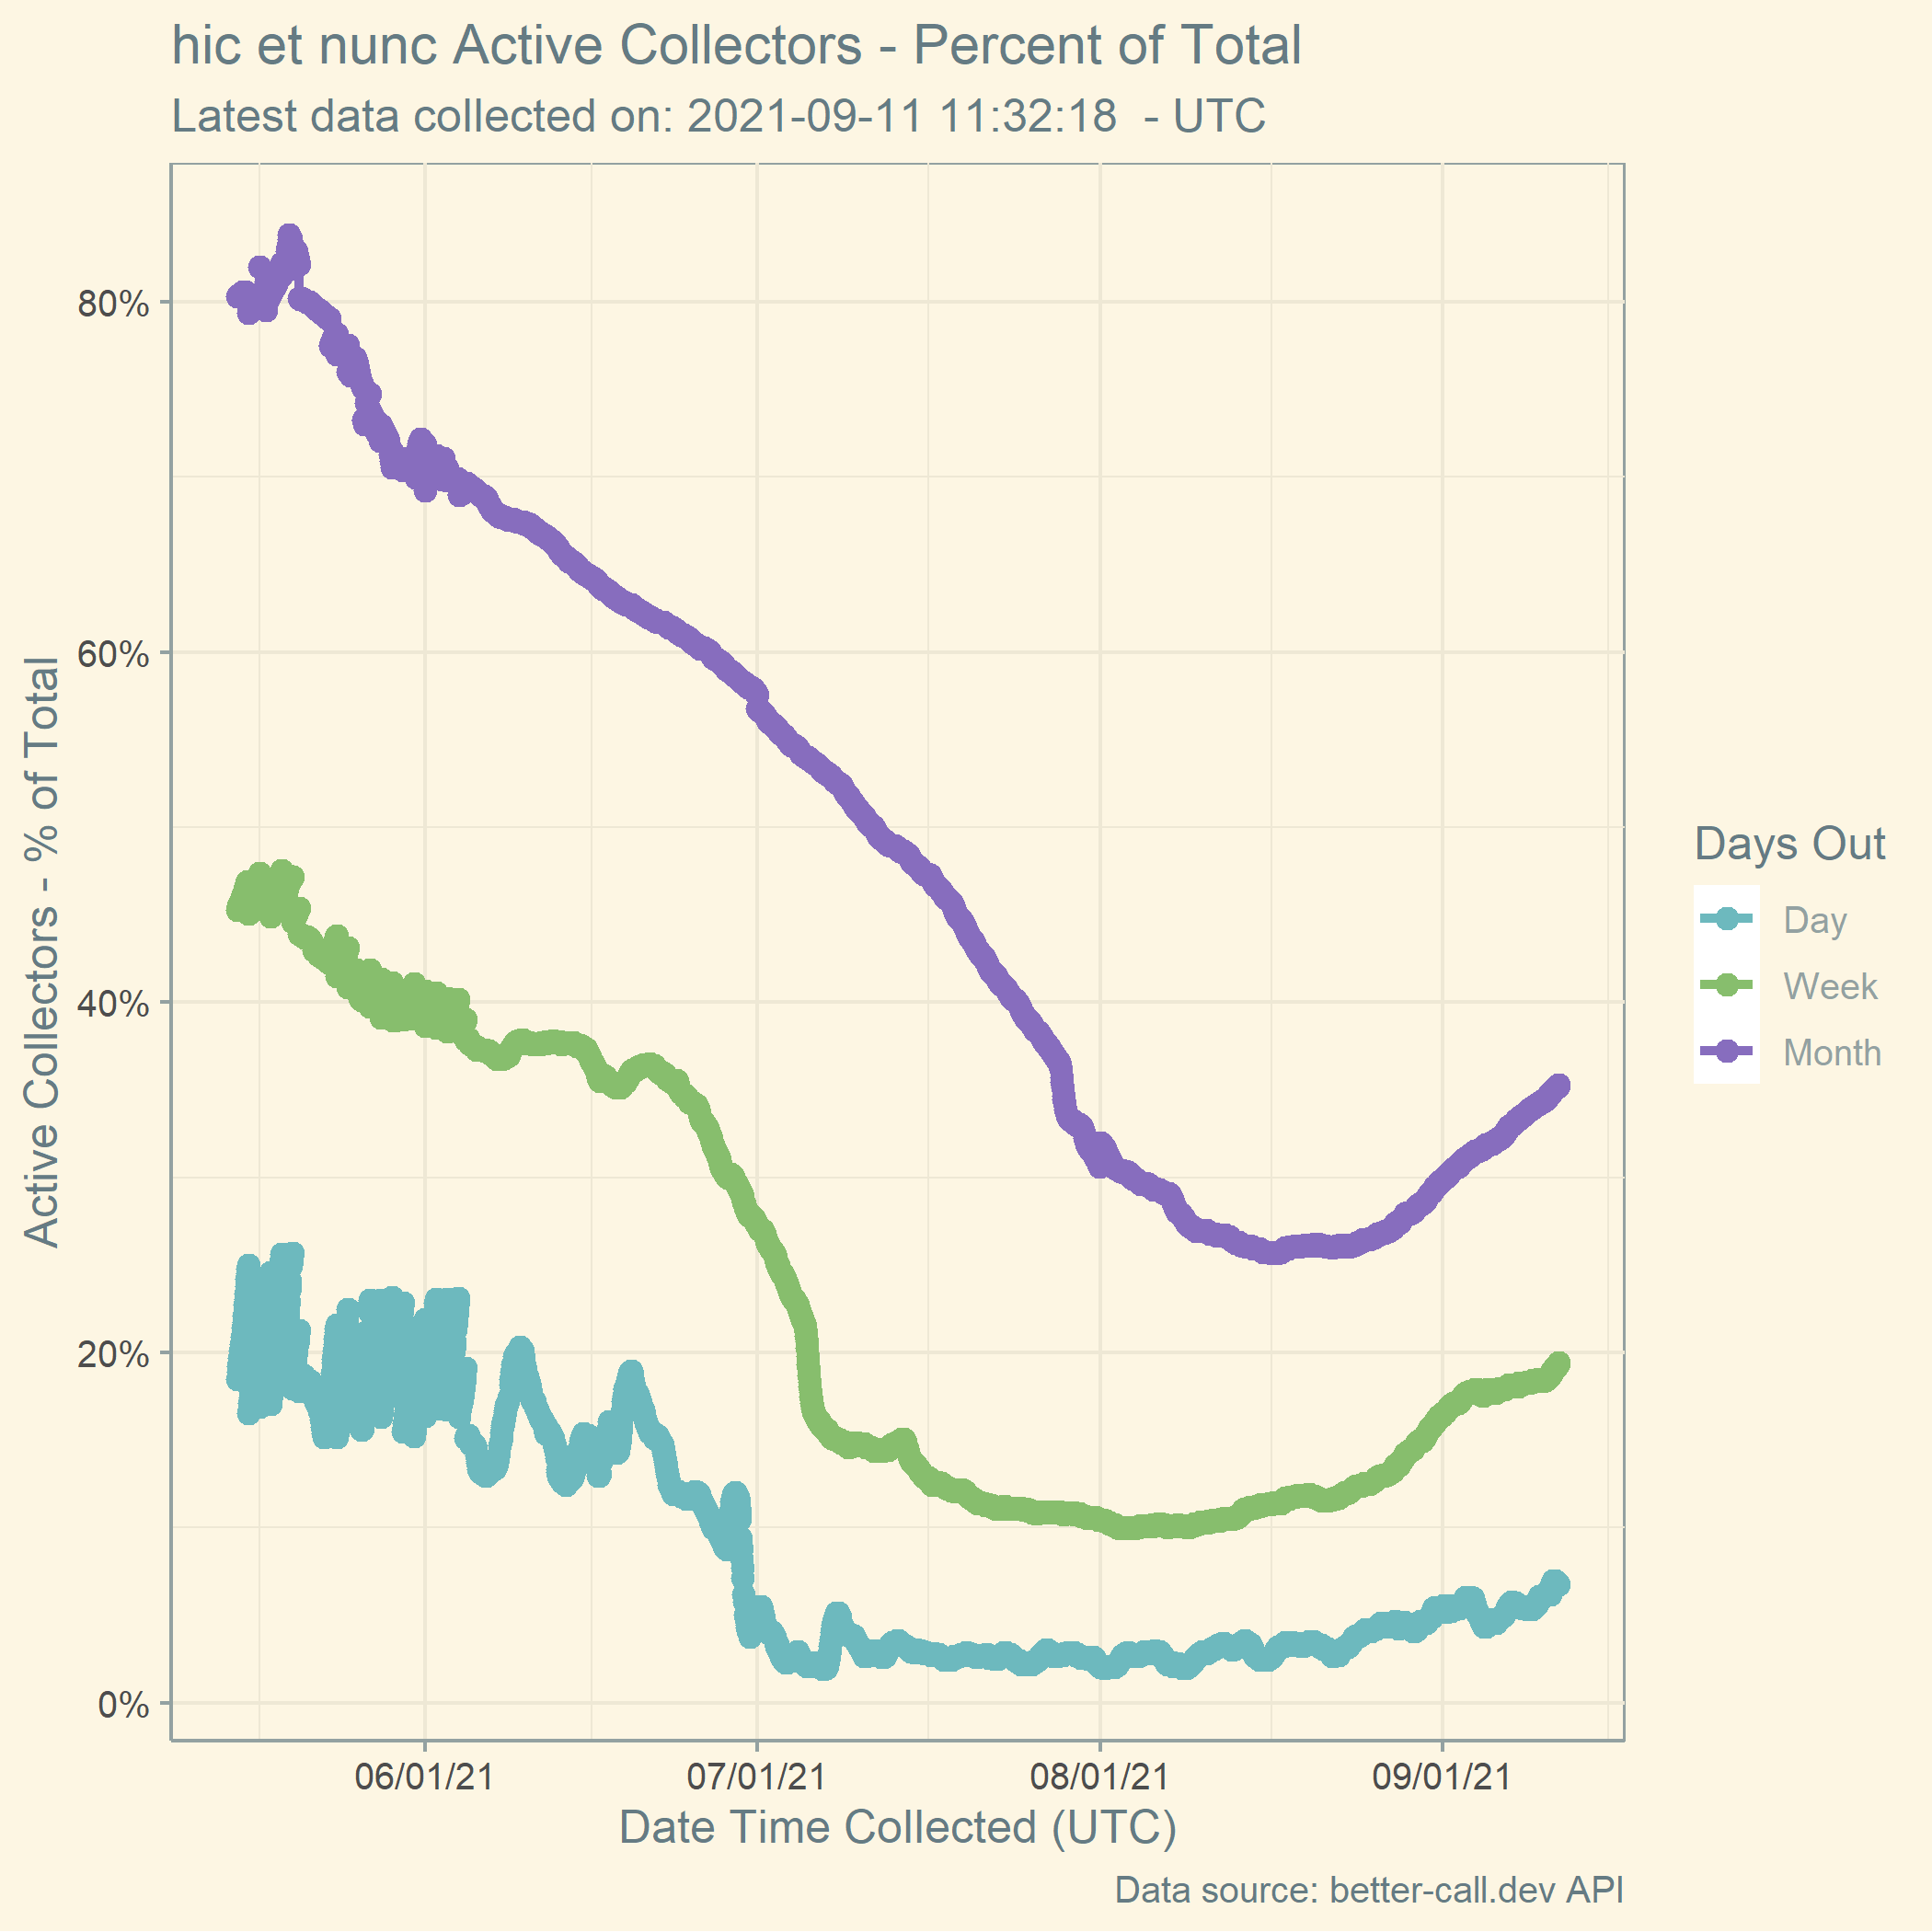 hic et nunc Active Collectors - Percent of Total
Latest data collected on: 2021-09-11 11:32:18  - UTC
Active Collectors - % of Total
80%
60%
40%
20%
0%
06/01/21
07/01/21
08/01/21
09/01/21
Date Time Collected (UTC)
Days Out
Day
Week
Month
Data source: better-call.dev API